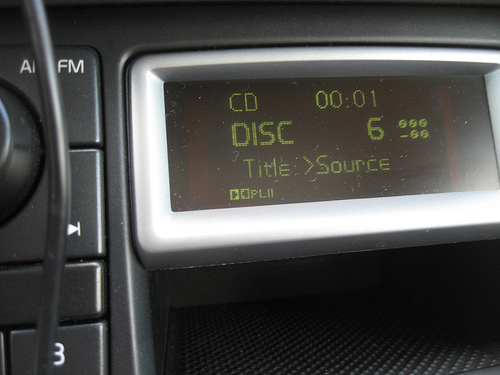 AM FM
CD 00:01
DISC 6
Title: >Source
PLII
3